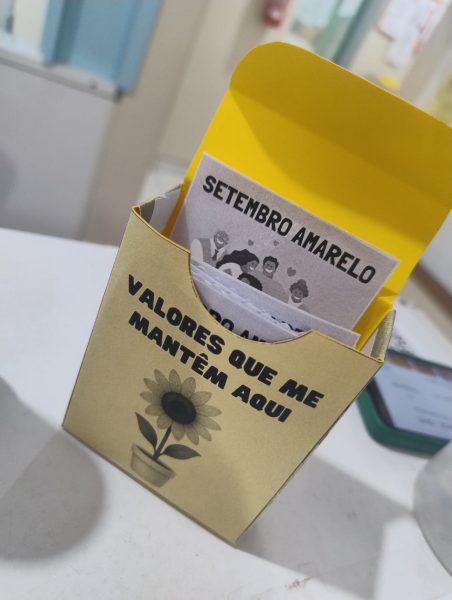 SETEMBRO AMARELO
VALORES QUE ME
MANTÊM AQUI